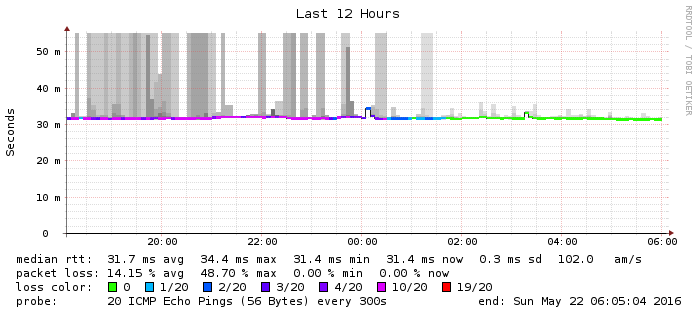 Last 12 Hours
RRDTOOL / TOBI OETIKER
Seconds
50 m
40 m
30 m
20 m
10 m
0
20:00 22:00 00:00 02:00 04:00 06:00
median rtt: 31.7 ms avg 34.4 ms max 31.4 ms min 31.4 ms now 0.3 ms sd 102.0 am/s
packet loss: 14.15 % avg 48.70 % max 0.00 % min 0.00 % now
loss color: 0 1/20 2/20 3/20 4/20 10/20 19/20
probe: 20 ICMP Echo Pings (56 Bytes) every 300s end: Sun May 22 06:05:04 2016